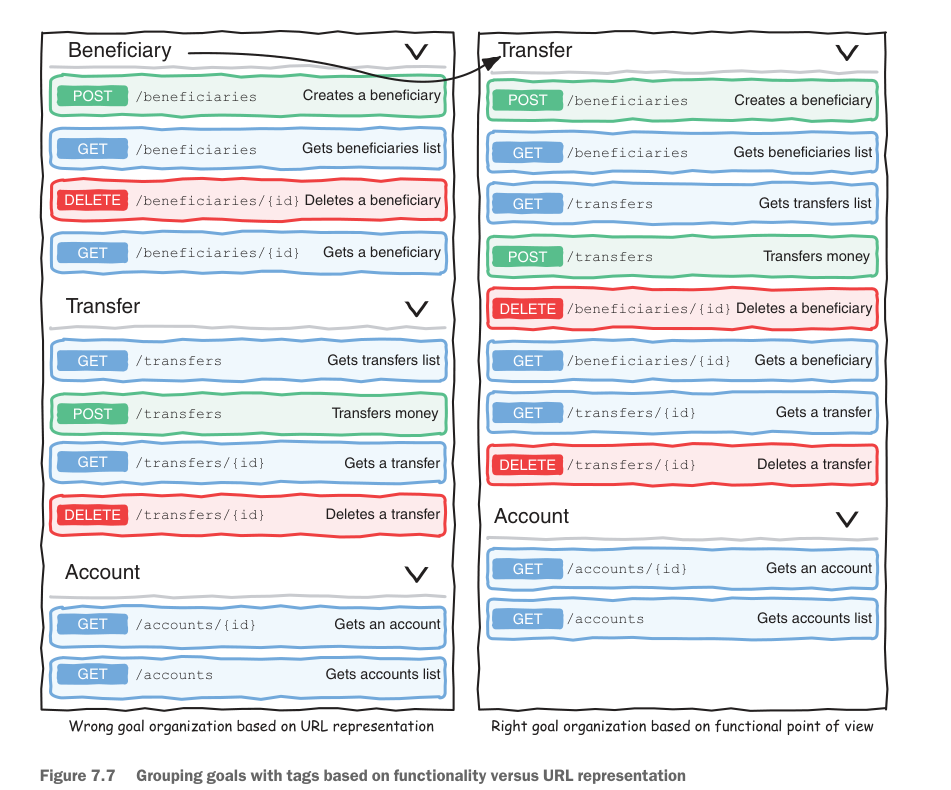 Beneficiary
POST /beneficiaries Creates a beneficiary
GET /beneficiaries Gets beneficiaries list
DELETE /beneficiaries/{id} Deletes a beneficiary
GET /beneficiaries/{id} Gets a beneficiary
Transfer
GET /transfers Gets transfers list
POST /transfers Transfers money
GET /transfers/{id} Gets a transfer
DELETE /transfers/{id} Deletes a transfer
Account
GET /accounts/{id} Gets an account
GET /accounts Gets accounts list
Wrong goal organization based on URL representation
Transfer
POST /beneficiaries Creates a beneficiary
GET /beneficiaries Gets beneficiaries list
GET /transfers Gets transfers list
POST /transfers Transfers money
DELETE /beneficiaries/{id} Deletes a beneficiary
GET /beneficiaries/{id} Gets a beneficiary
GET /transfers/{id} Gets a transfer
DELETE /transfers/{id} Deletes a transfer
Account
GET /accounts/{id} Gets an account
GET /accounts Gets accounts list
Right goal organization based on functional point of view
Figure 7.7 Grouping goals with tags based on functionality versus URL representation